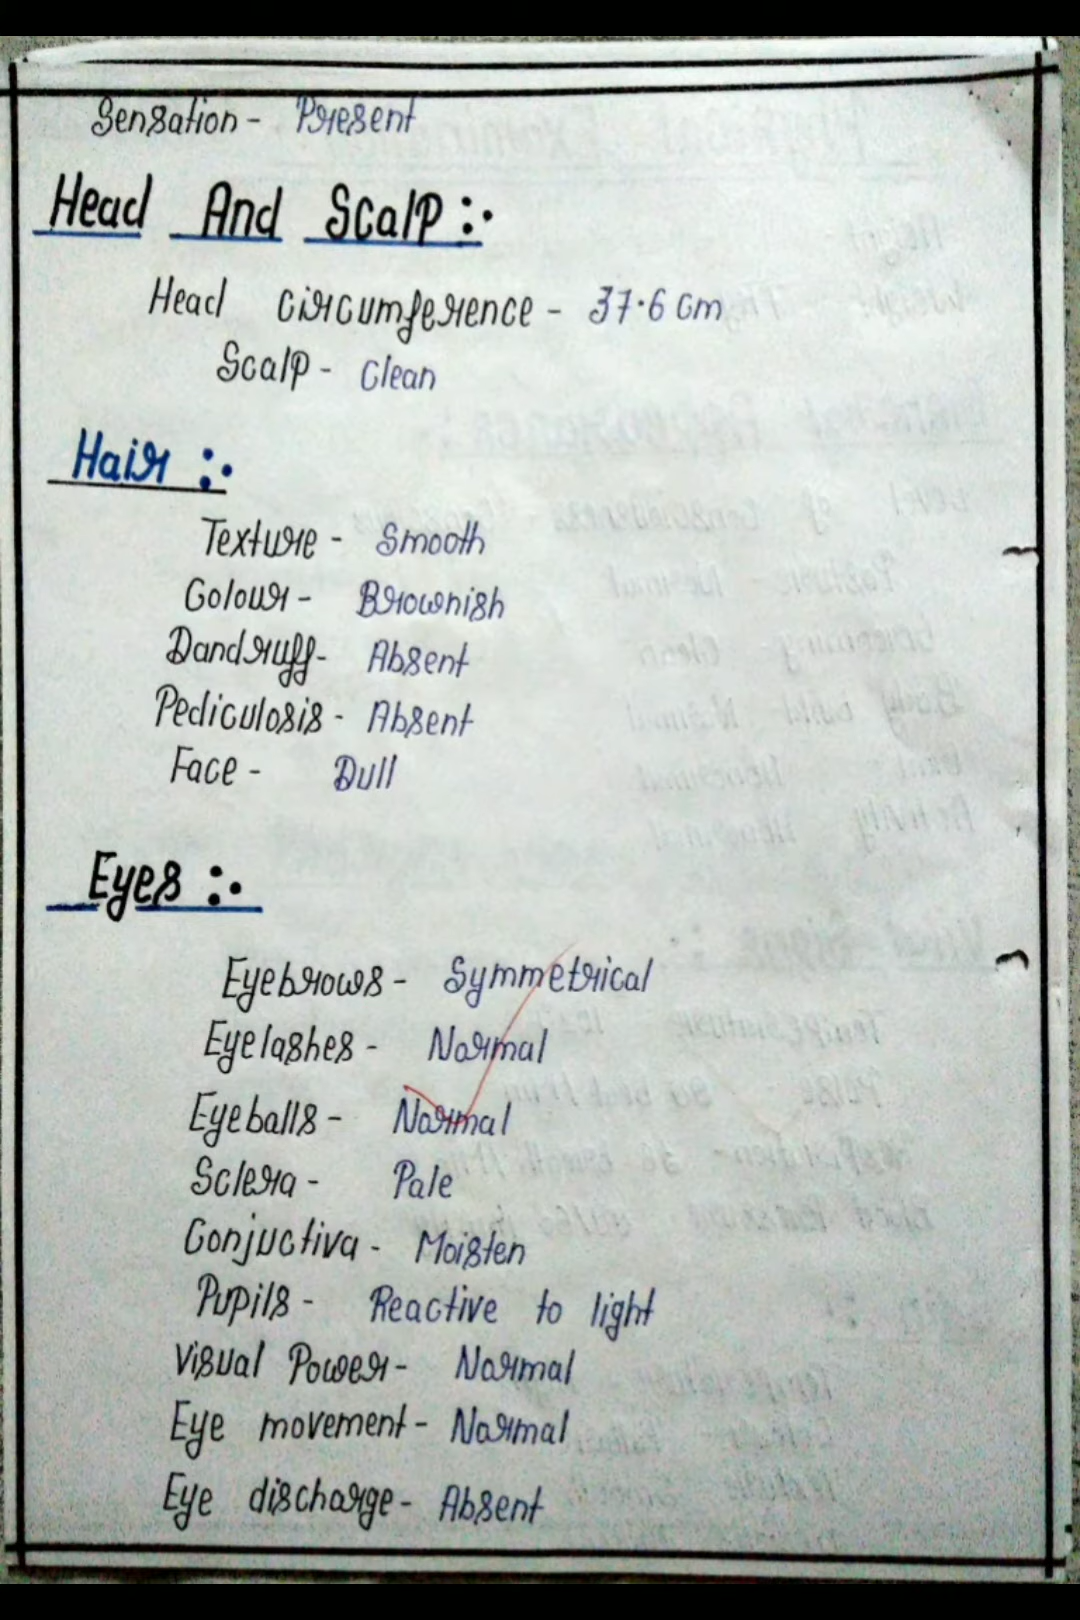 Sensation - Present
Head And Scalp :-
Head circumference - 37.6 cm
Scalp - Clean
Hair :-
Texture - Smooth
Colour - Brownish
Dandruff - Absent
Pediculosis - Absent
Face - Dull
Eyes :-
Eyebrows - Symmetrical
Eyelashes - Normal
Eyeballs - Normal
Sclera - Pale
Conjuctiva - Moisten
Pupils - Reactive to light
Visual Power - Normal
Eye movement - Normal
Eye discharge - Absent